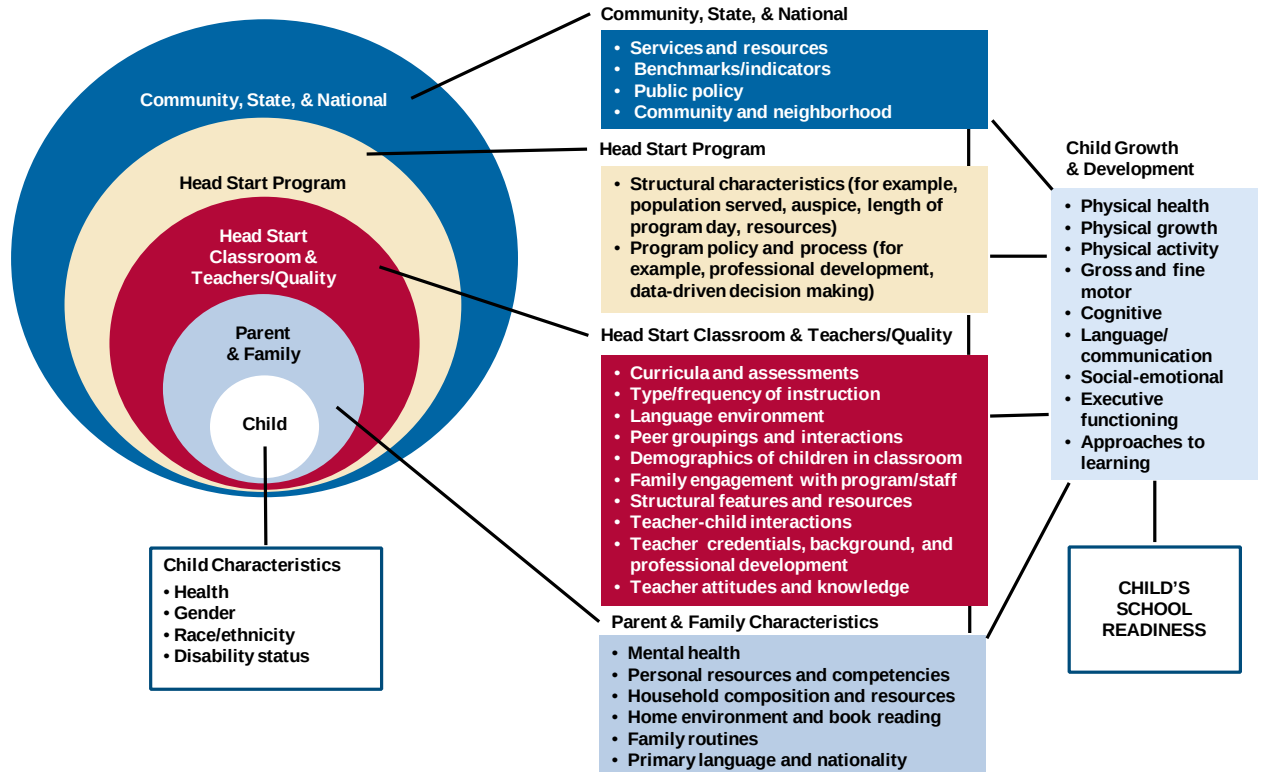 Community, State, & National
Head Start Program
Head Start
Classroom &
Teachers/Quality
Parent
& Family
Child
Child Characteristics
• Health
• Gender
• Race/ethnicity
• Disability status
Community, State, & National
• Services and resources
• Benchmarks/indicators
• Public policy
• Community and neighborhood
Head Start Program
• Structural characteristics (for example,
population served, auspice, length of
program day, resources)
• Program policy and process (for
example, professional development,
data-driven decision making)
Head Start Classroom & Teachers/Quality
• Curricula and assessments
• Type/frequency of instruction
• Language environment
• Peer groupings and interactions
• Demographics of children in classroom
• Family engagement with program/staff
• Structural features and resources
• Teacher-child interactions
• Teacher credentials, background, and
professional development
• Teacher attitudes and knowledge
Parent & Family Characteristics
• Mental health
• Personal resources and competencies
• Household composition and resources
• Home environment and book reading
• Family routines
• Primary language and nationality
Child Growth
& Development
• Physical health
• Physical growth
• Physical activity
• Gross and fine
motor
• Cognitive
• Language/
communication
• Social-emotional
• Executive
functioning
• Approaches to
learning
CHILD'S
SCHOOL
READINESS